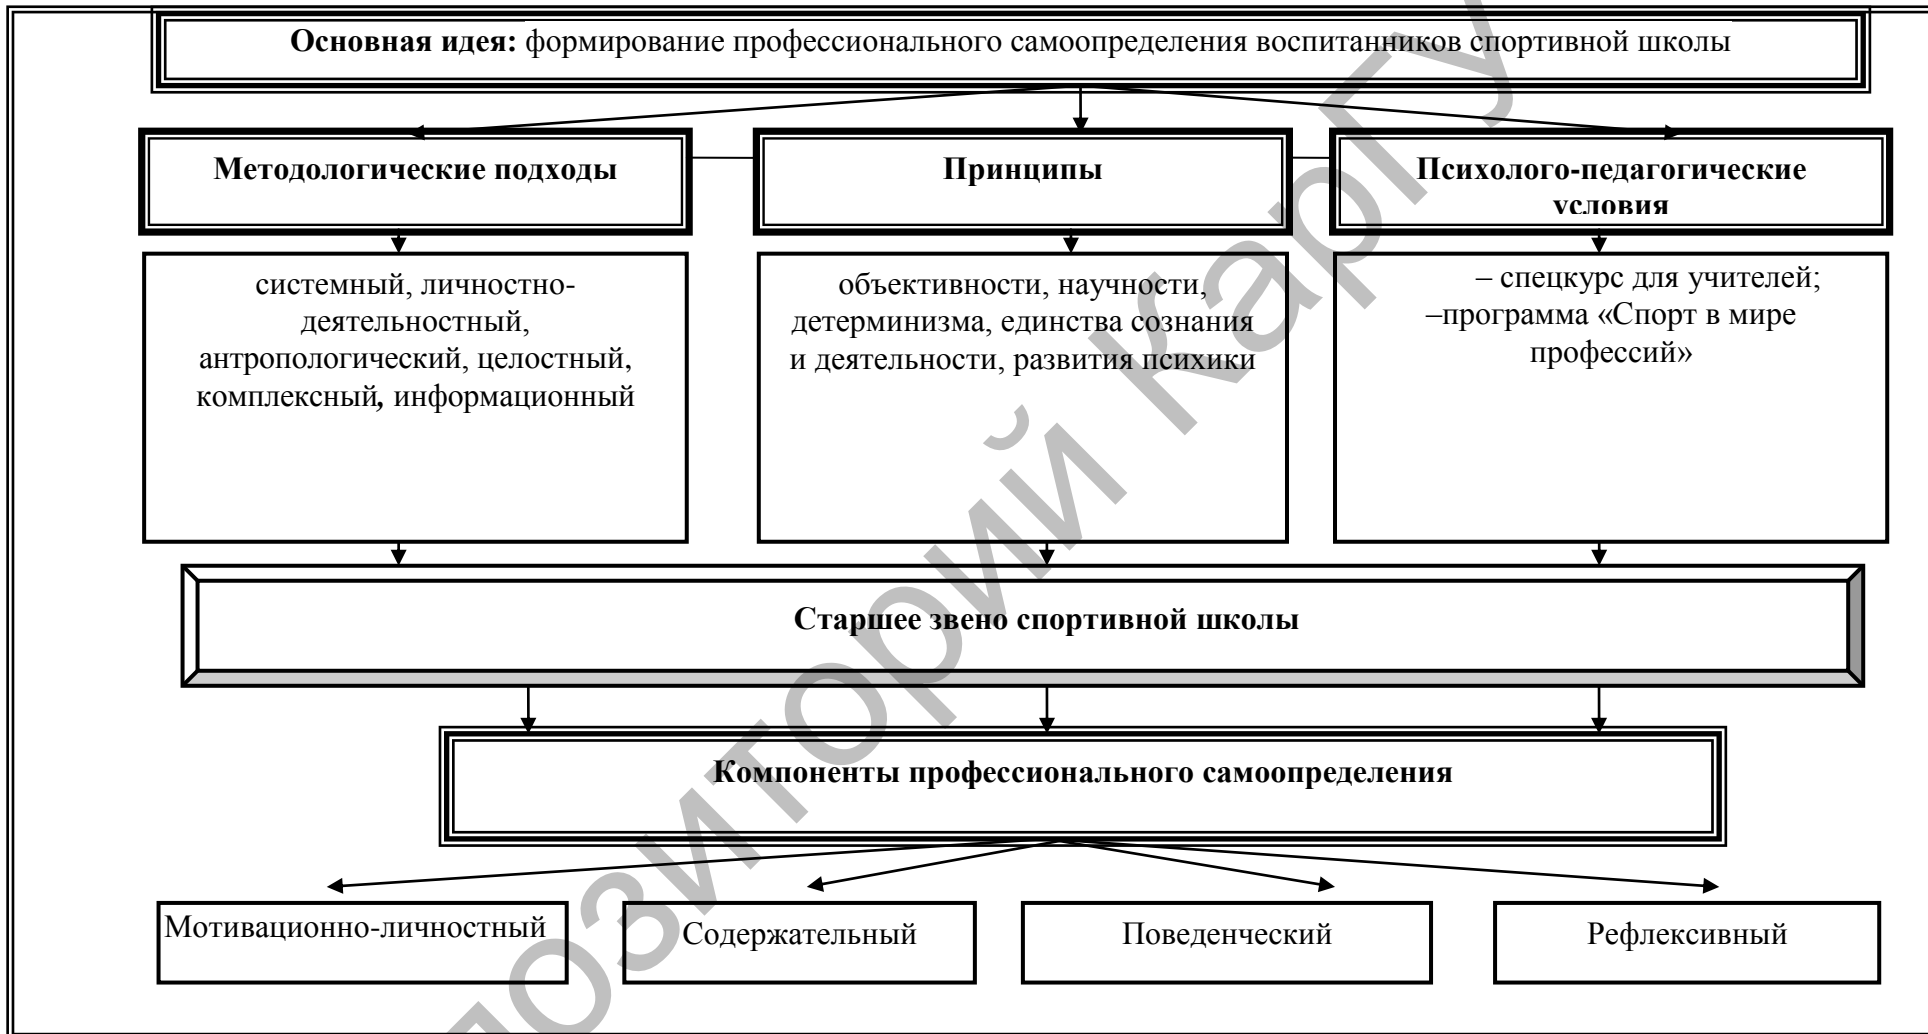 Основная идея: формирование профессионального самоопределения воспитанников спортивной школы
Методологические подходы
Принципы
Психолого-педагогические
условия
системный, личностно-
деятельностный,
антропологический, целостный,
комплексный, информационный
объективности, научности,
детерминизма, единства сознания
и деятельности, развития психики
– спецкурс для учителей;
–программа «Спорт в мире
профессий»
Старшее звено спортивной школы
Компоненты профессионального самоопределения
Мотивационно-личностный
Содержательный
Поведенческий
Рефлексивный
позиторий КарГУ